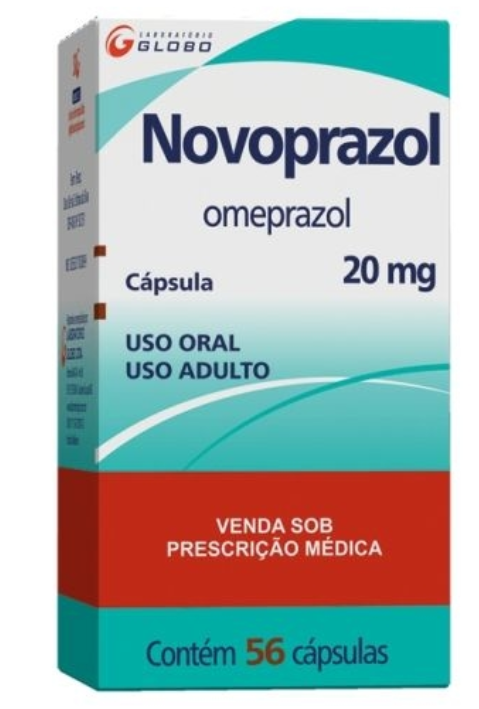 LABORATÓRIO
GLOBO
Novoprazol
omeprazol
20 mg
Cápsula
USO ORAL
USO ADULTO
VENDA SOB
PRESCRIÇÃO MÉDICA
Contém 56 cápsulas